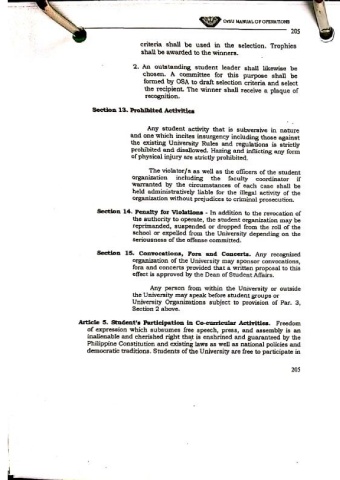 OVSU MANUAL OF OPERATIONS
205
criteria shall be used in the selection. Trophies
shall be awarded to the winners.
2. An outstanding student leader shall likewise be
chosen. A committee for this purpose shall be
formed by OSA to draft selection criteria and select
the recipient. The winner shall receive a plaque of
recognition.
Section 13. Prohibited Activities
Any student activity that is subversive in nature
and one which incites insurgency including those against
the existing University Rules and regulations is strictly
prohibited and disallowed. Hazing and inflicting any form
of physical injury are strictly prohibited.
The violator/s as well as the officers of the student
organization including the faculty coordinator if
warranted by the circumstances of each case shall be
held administratively liable for the illegal activity of the
organization without prejudices to criminal prosecution.
Section 14. Penalty for Violations - In addition to the revocation of
the authority to operate, the student organization may be
reprimanded, suspended or dropped from the roll of the
school or expelled from the University depending on the
seriousness of the offense committed.
Section 15. Convocations, Fora and Concerts. Any recognized
organization of the University may sponsor convocations,
fora and concerts provided that a written proposal to this
effect is approved by the Dean of Student Affairs.
Any person from within the University or outside
the University may speak before student groups or
University Organizations subject to provision of Par. 3,
Section 2 above.
Article 5. Student's Participation in Co-curricular Activities. Freedom
of expression which subsumes free speech, press, and assembly is an
inalienable and cherished right that is enshrined and guaranteed by the
Philippine Constitution and existing laws as well as national policies and
democratic traditions. Students of the University are free to participate in
205